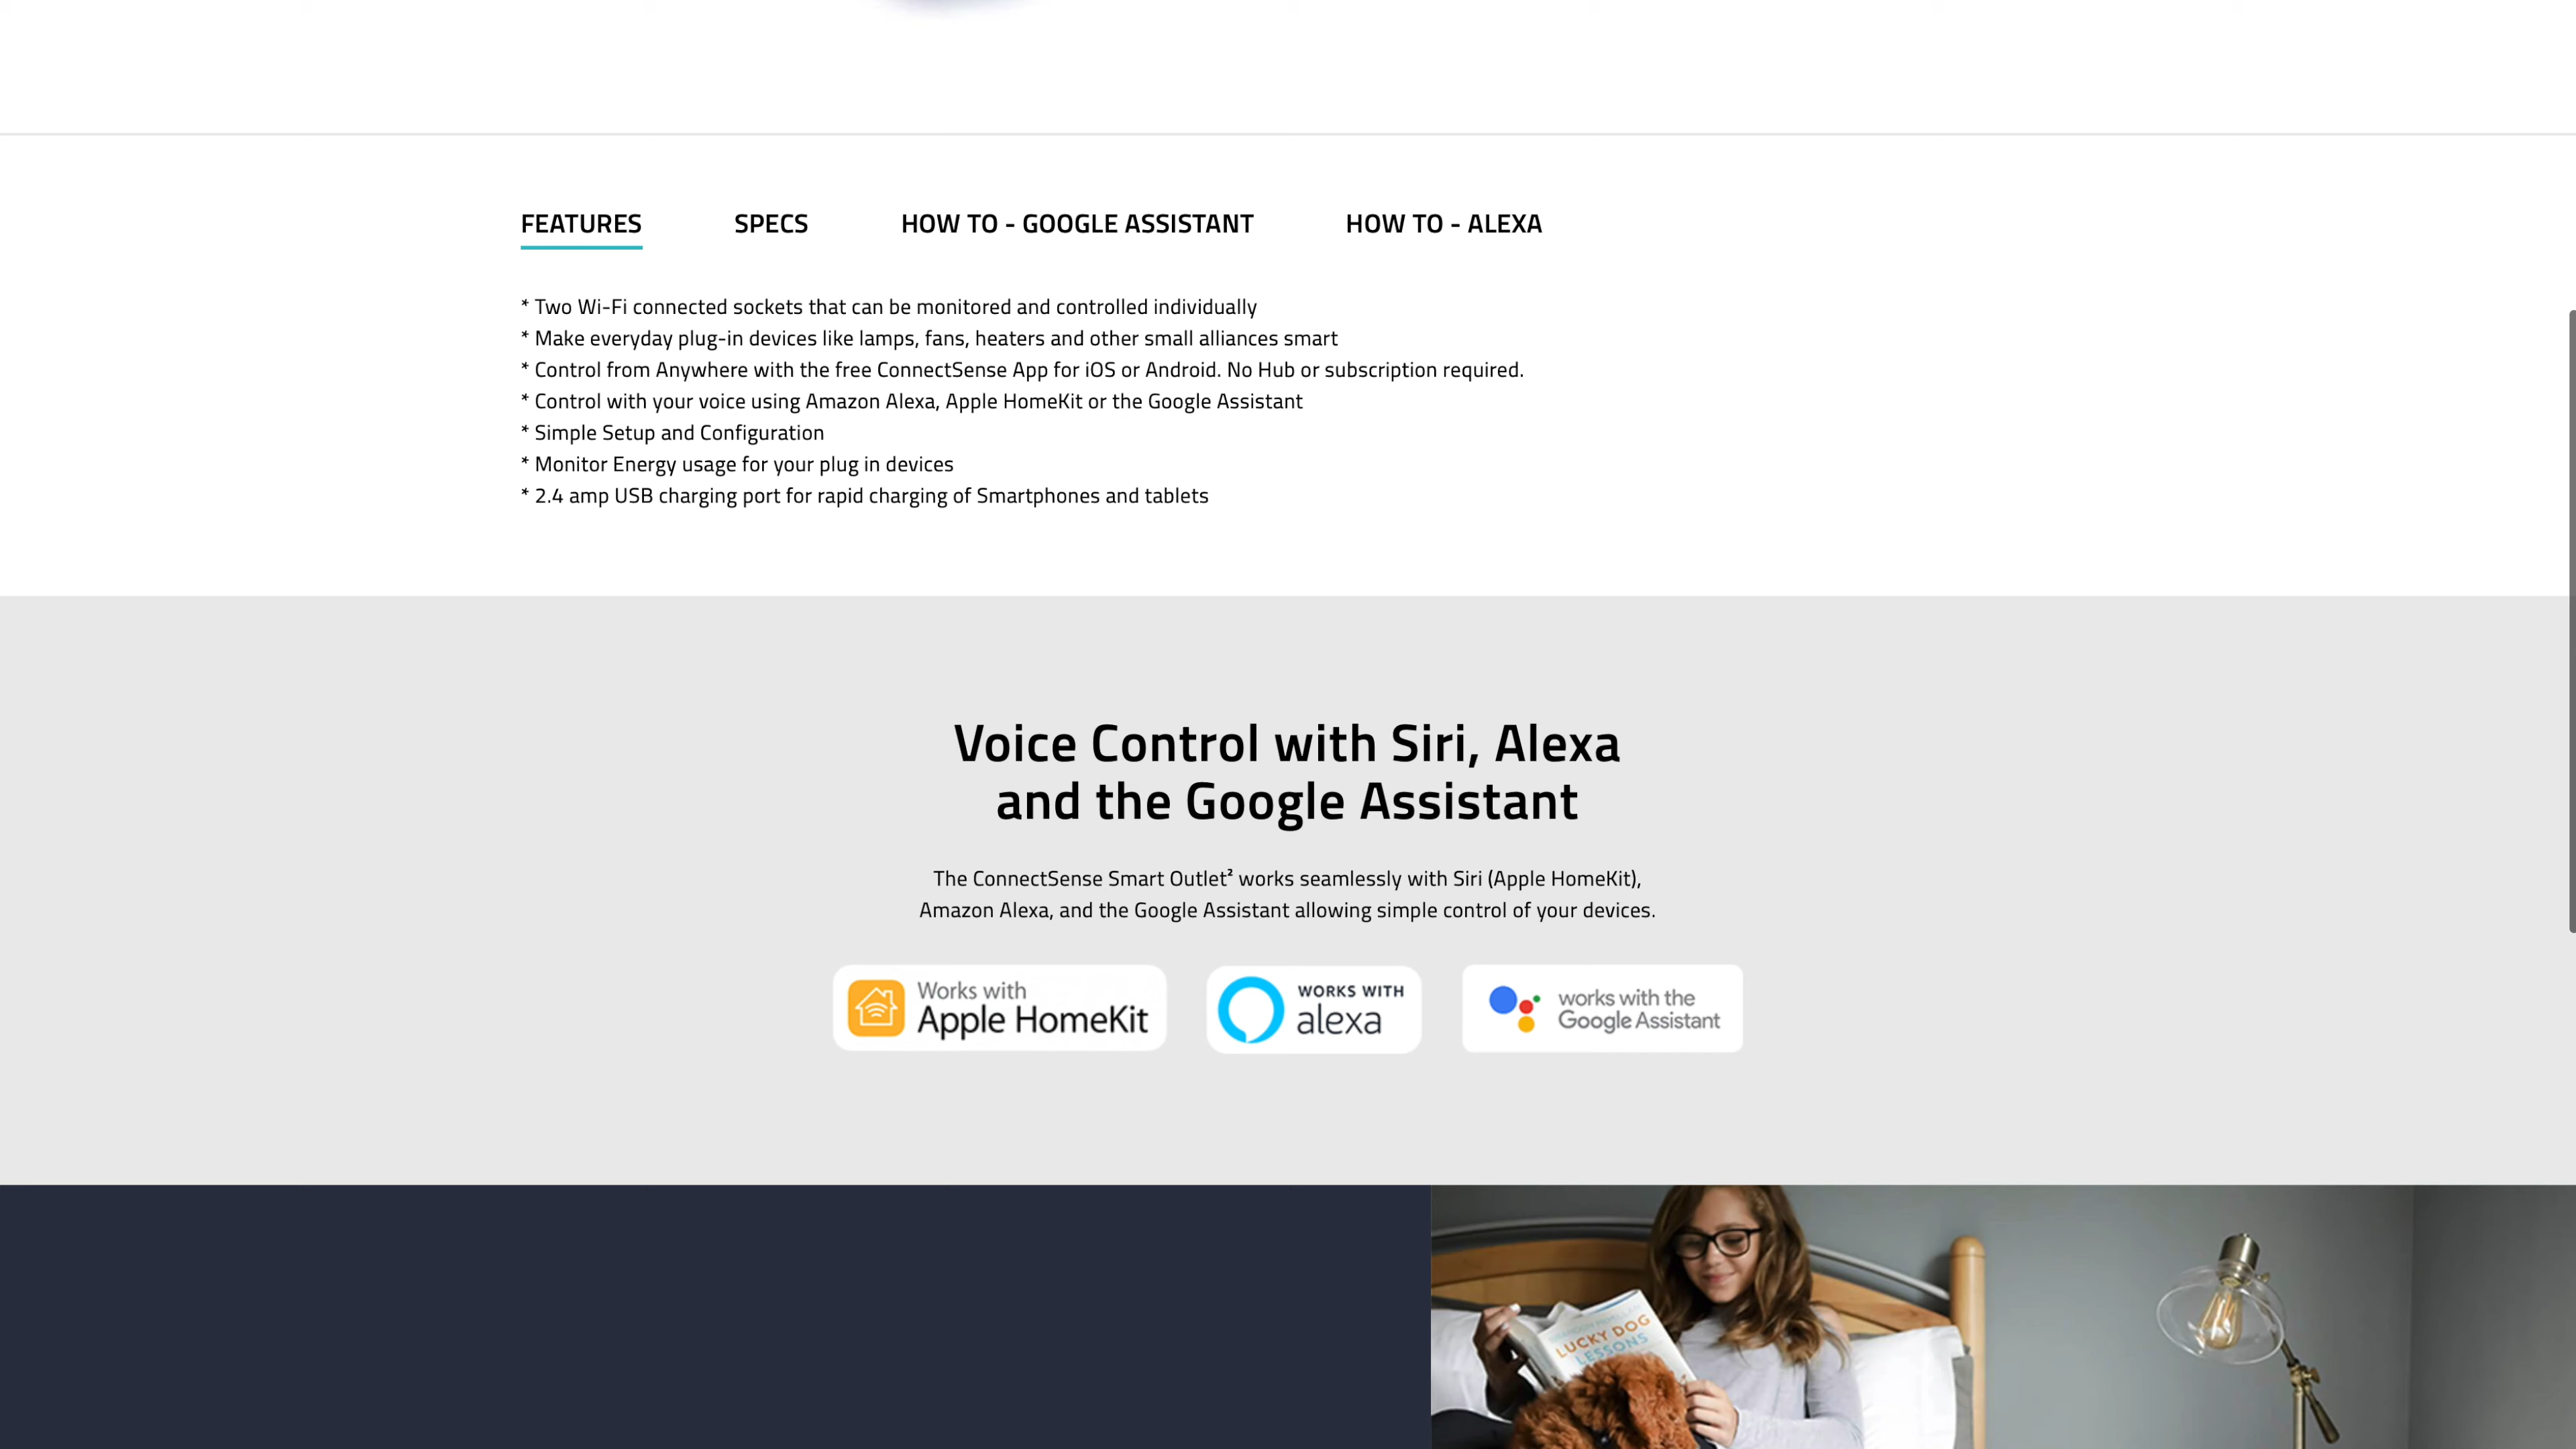 FEATURES
SPECS
HOW TO - GOOGLE ASSISTANT
HOW TO - ALEXA
* Two Wi-Fi connected sockets that can be monitored and controlled individually
* Make everyday plug-in devices like lamps, fans, heaters and other small alliances smart
* Control from Anywhere with the free ConnectSense App for iOS or Android. No Hub or subscription required.
* Control with your voice using Amazon Alexa, Apple HomeKit or the Google Assistant
* Simple Setup and Configuration
* Monitor Energy usage for your plug in devices
* 2.4 amp USB charging port for rapid charging of Smartphones and tablets
Voice Control with Siri, Alexa
and the Google Assistant
The ConnectSense Smart Outlet² works seamlessly with Siri (Apple HomeKit),
Amazon Alexa, and the Google Assistant allowing simple control of your devices.
Works with
Apple HomeKit
WORKS WITH
alexa
works with the
Google Assistant
LUCKY DOG
LESSONS